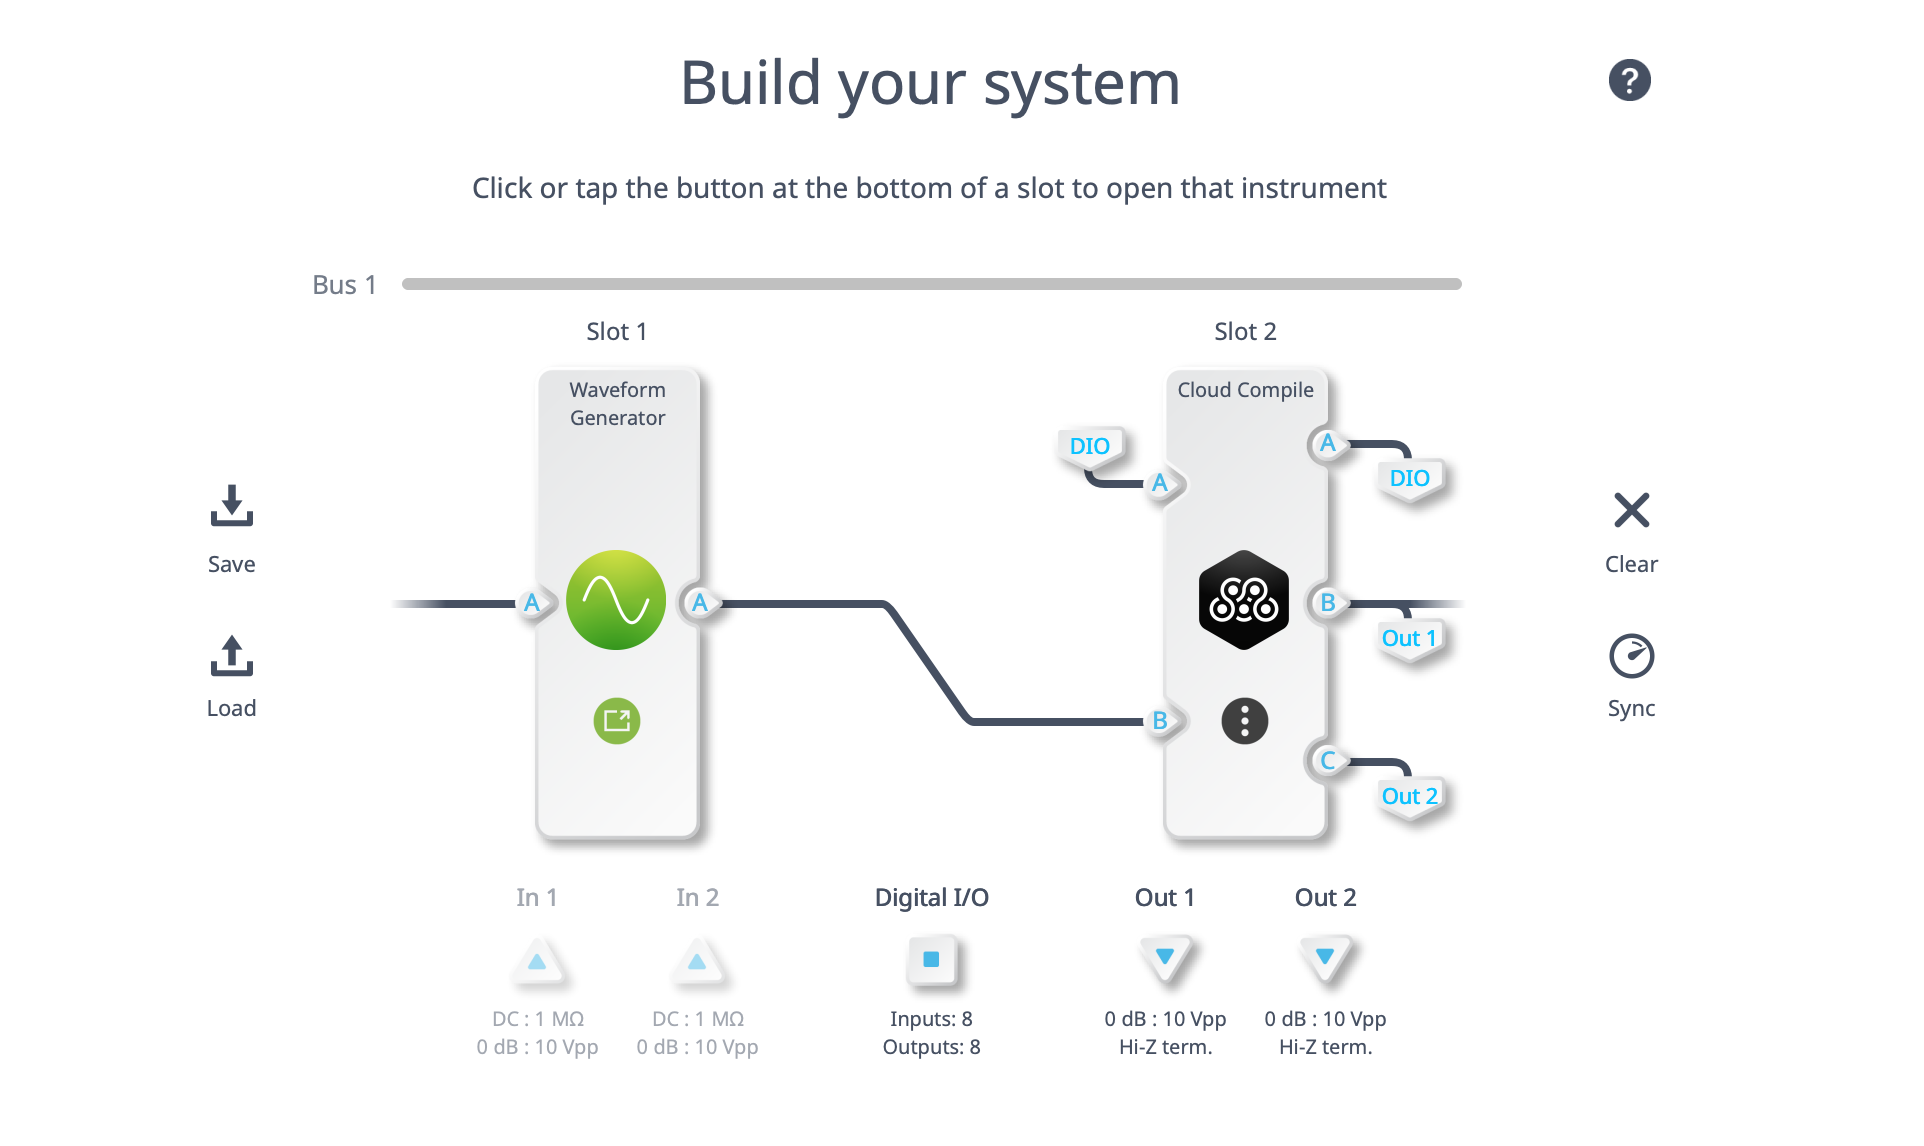 Build your system
?
Click or tap the button at the bottom of a slot to open that instrument
Bus 1
Slot 1
Slot 2
Waveform
Generator
Cloud Compile
A
DIO
DIO
A
Save
Clear
A
A
B
Out 1
Load
Sync
B
C
Out 2
In 1
In 2
Digital I/O
Out 1
Out 2
DC : 1 MΩ
0 dB : 10 Vpp
DC : 1 MΩ
0 dB : 10 Vpp
Inputs: 8
Outputs: 8
0 dB : 10 Vpp
Hi-Z term.
0 dB : 10 Vpp
Hi-Z term.